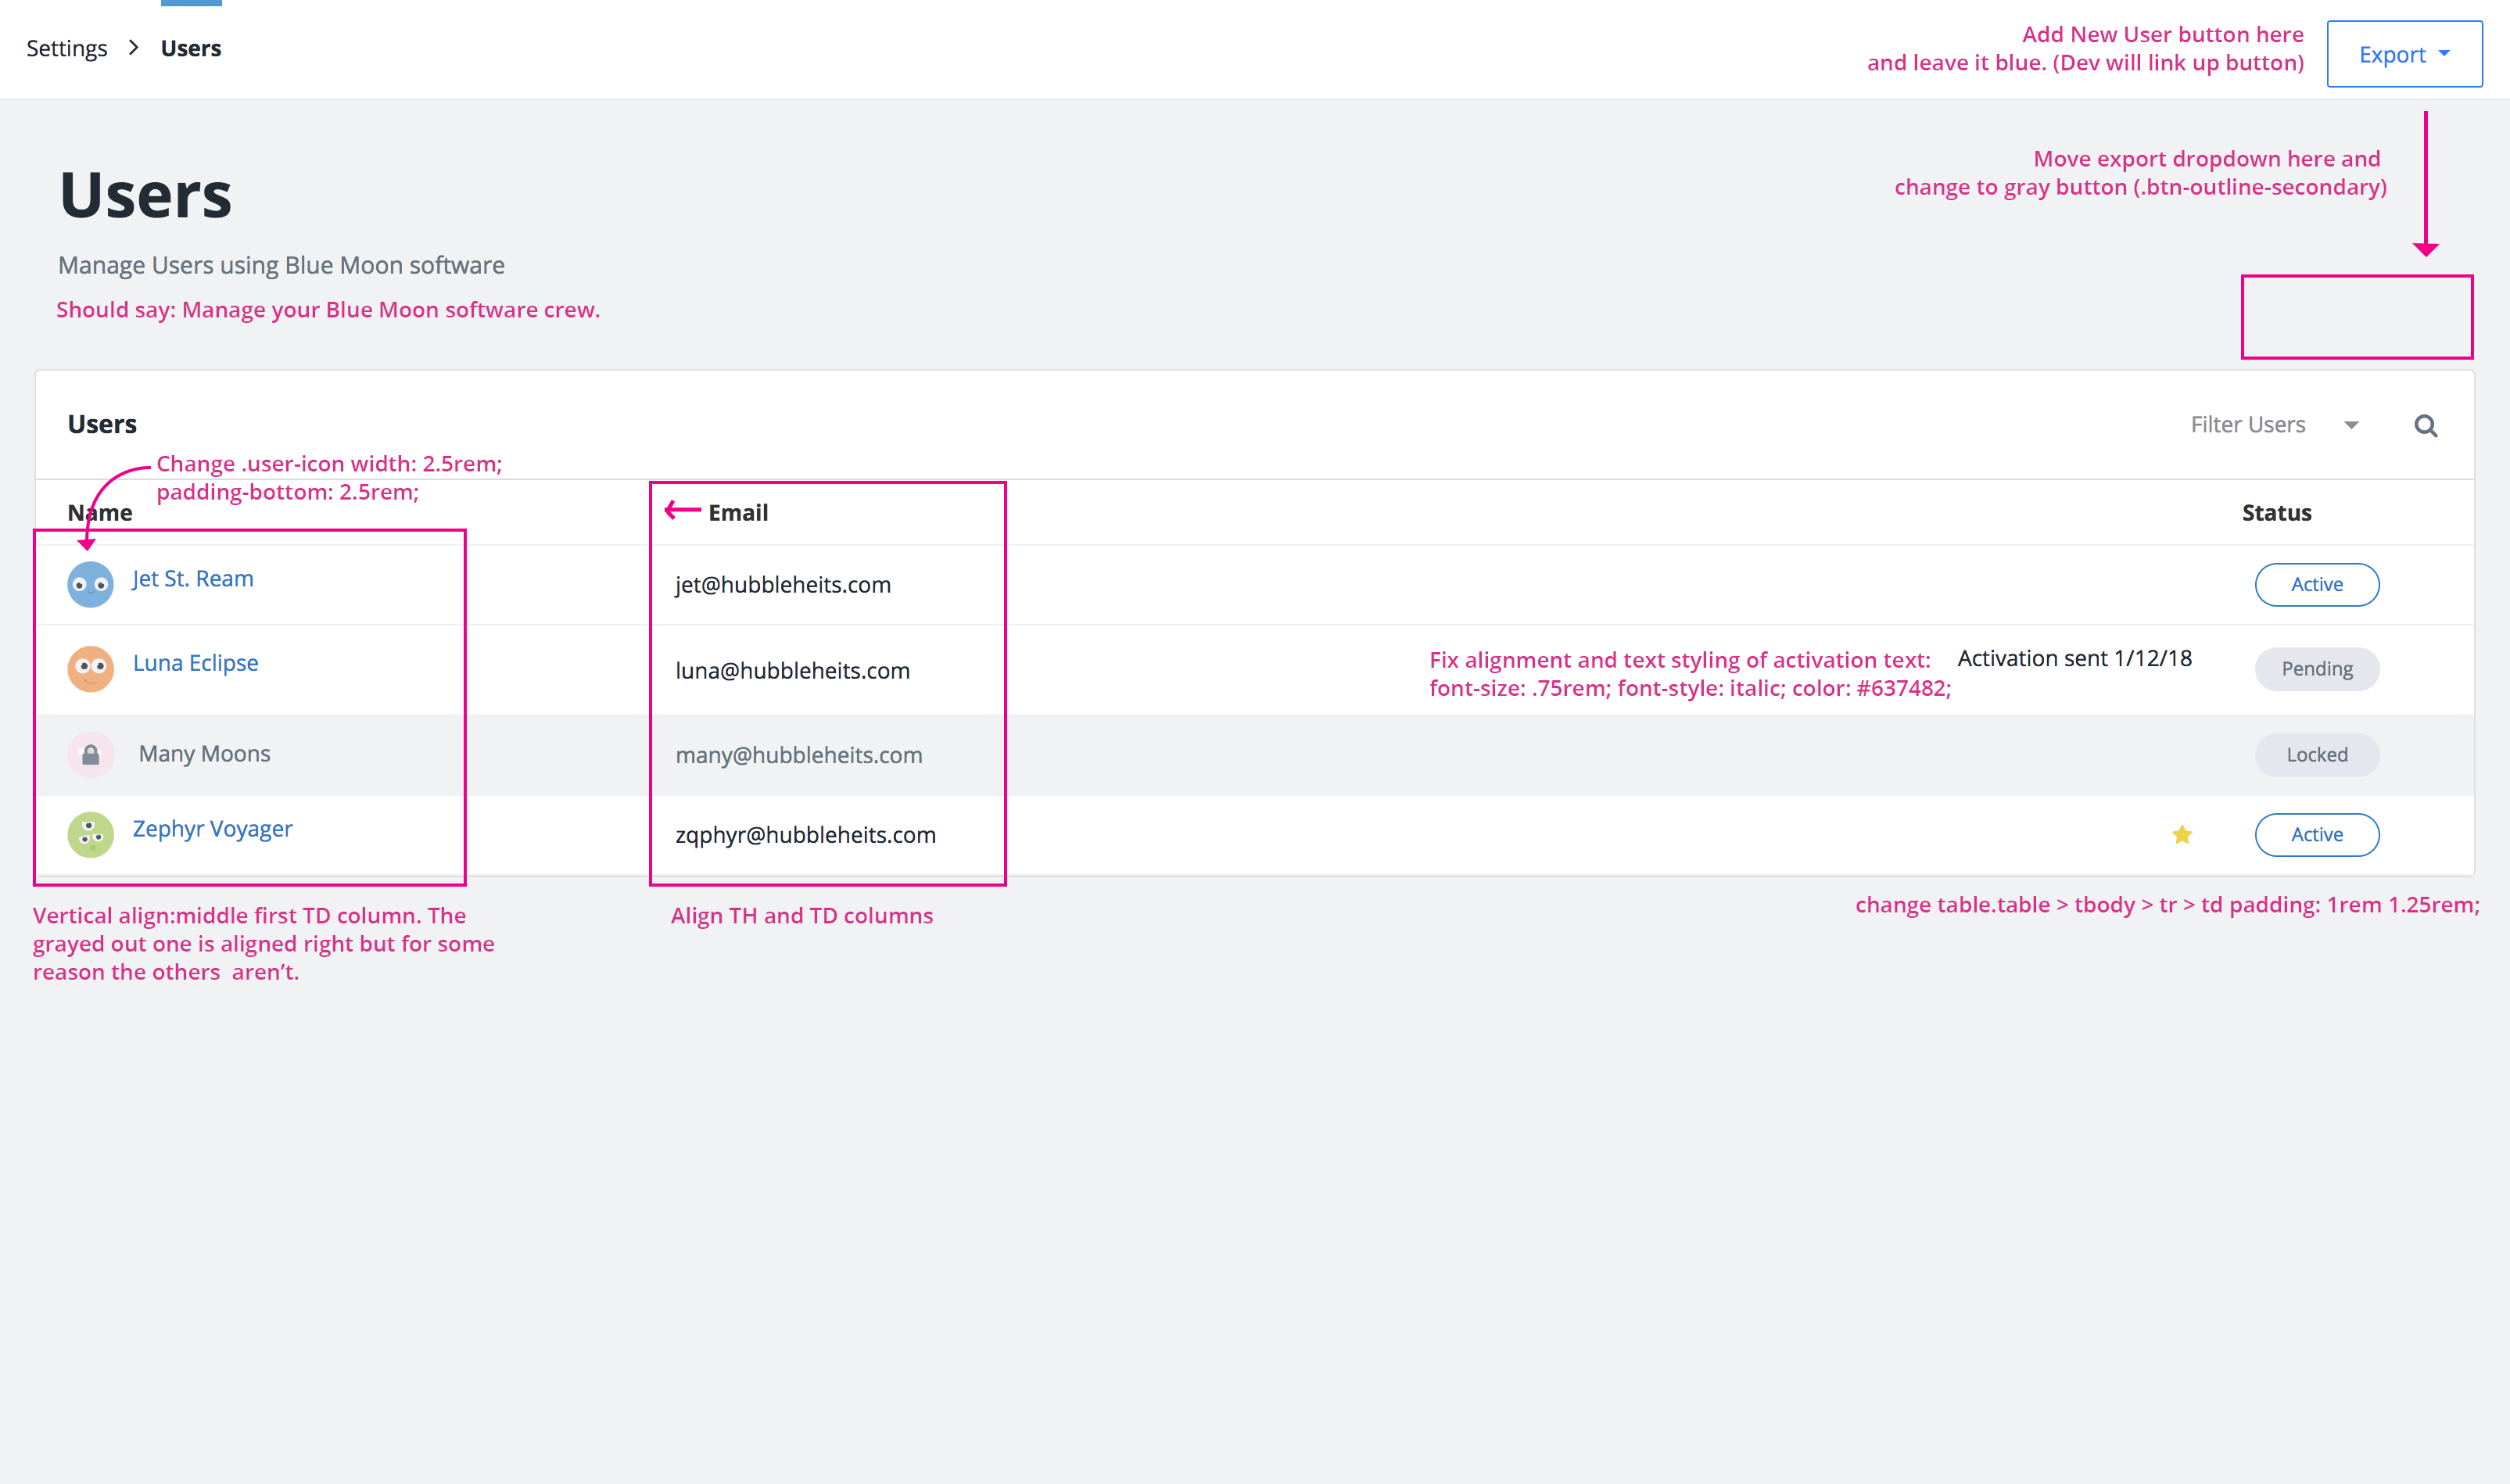 Settings > Users
Add New User button here
and leave it blue. (Dev will link up button)
Export
Move export dropdown here and
change to gray button (.btn-outline-secondary)
Users
Manage Users using Blue Moon software
Should say: Manage your Blue Moon software crew.
Users
Filter Users
Change .user-icon width: 2.5rem;
padding-bottom: 2.5rem;
Name Email Status
Jet St. Ream jet@hubbleheits.com Active
Luna Eclipse luna@hubbleheits.com
Fix alignment and text styling of activation text:
font-size: .75rem; font-style: italic; color: #637482;
Activation sent 1/12/18 Pending
Many Moons many@hubbleheits.com Locked
Zephyr Voyager zqphyr@hubbleheits.com Active
Vertical align:middle first TD column. The
grayed out one is aligned right but for some
reason the others aren’t.
Align TH and TD columns
change table.table > tbody > tr > td padding: 1rem 1.25rem;